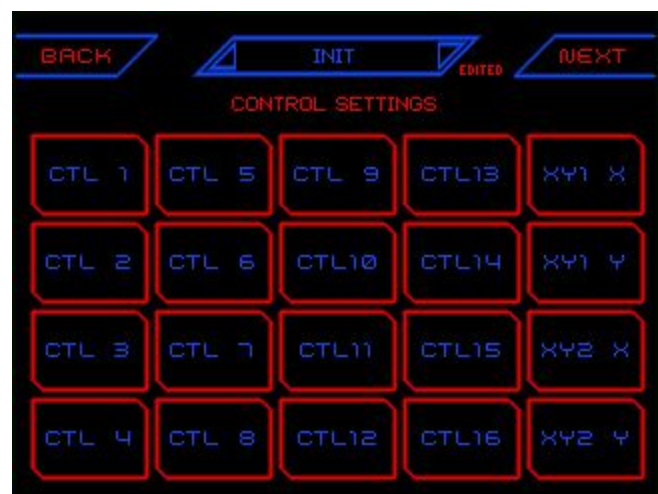 BACK INIT EDITED NEXT
CONTROL SETTINGS
CTL 1 CTL 5 CTL 9 CTL13 XY1 X
CTL 2 CTL 6 CTL10 CTL14 XY1 Y
CTL 3 CTL 7 CTL11 CTL15 XY2 X
CTL 4 CTL 8 CTL12 CTL16 XY2 Y